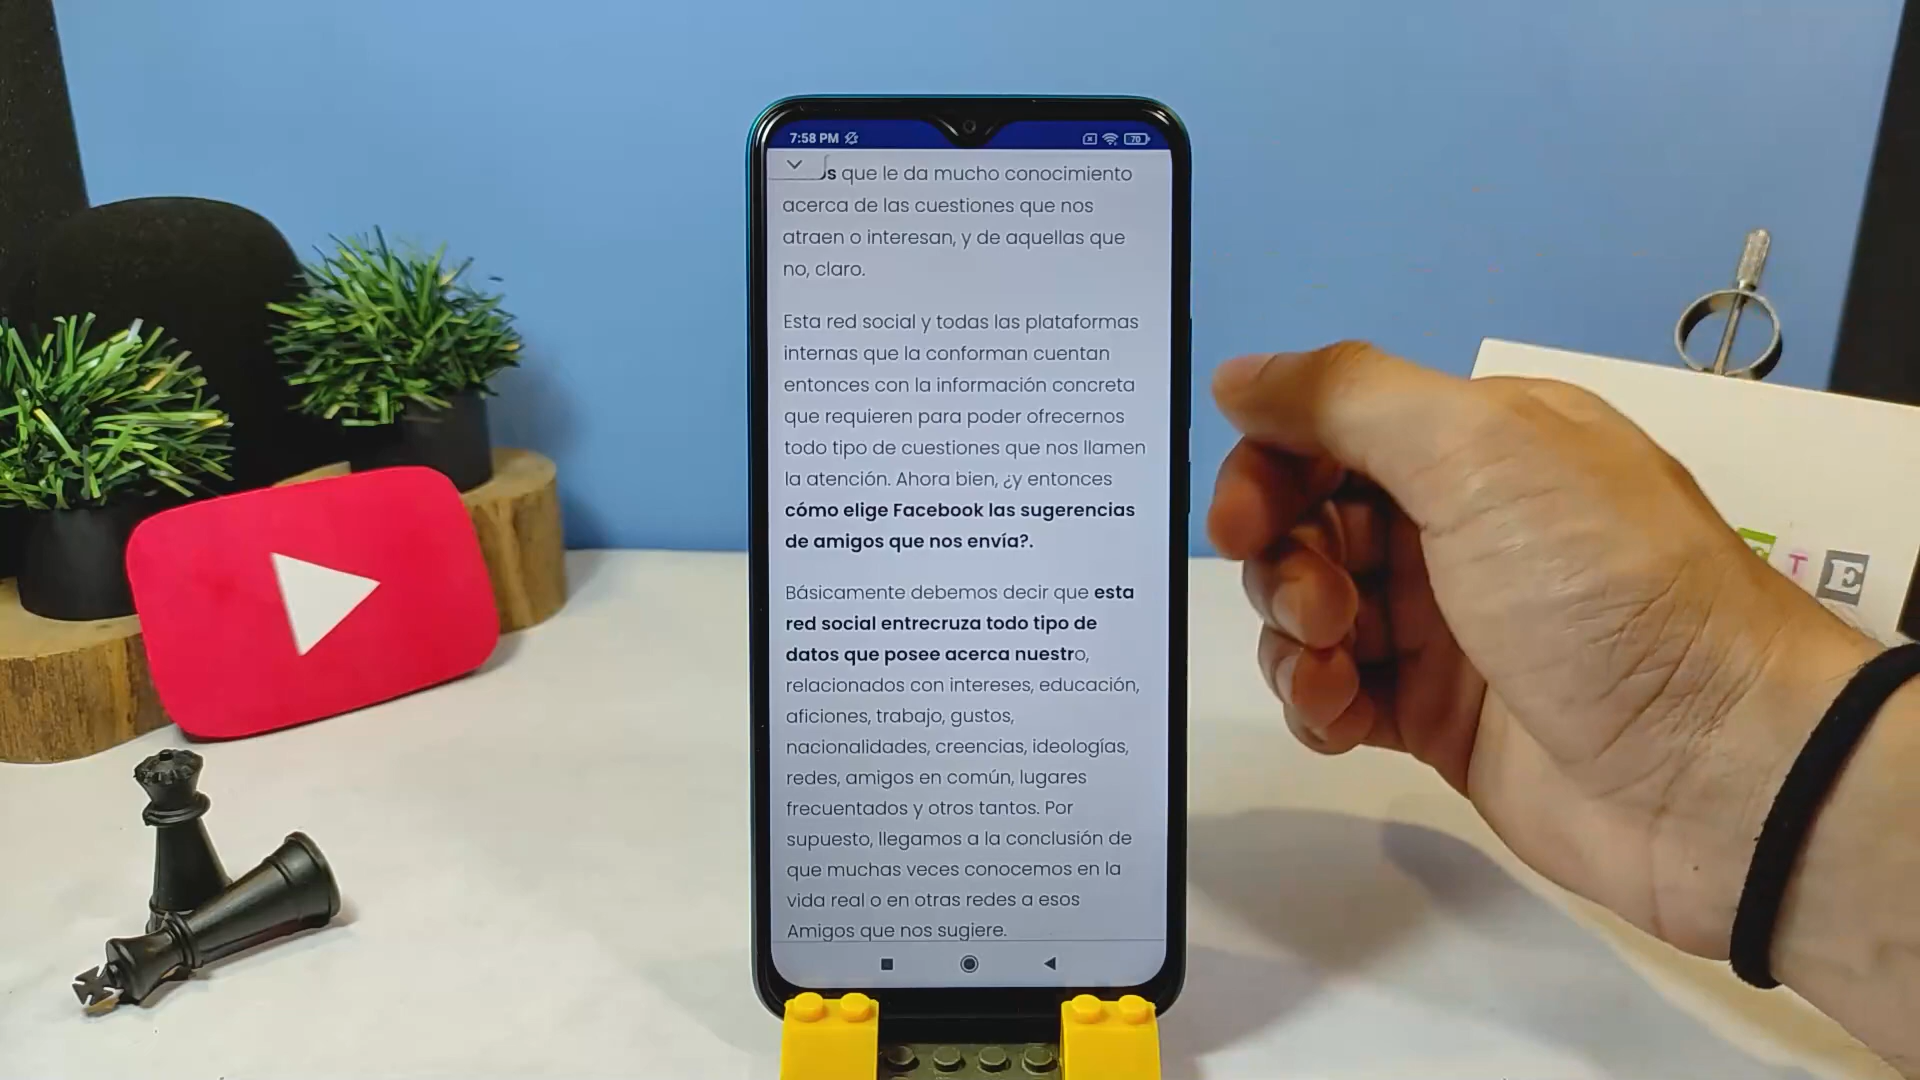 7:58 PM
70
os que le da mucho conocimiento
acerca de las cuestiones que nos
atraen o interesan, y de aquellas que
no, claro.
Esta red social y todas las plataformas
internas que la conforman cuentan
entonces con la información concreta
que requieren para poder ofrecernos
todo tipo de cuestiones que nos llamen
la atención. Ahora bien, ¿y entonces
cómo elige Facebook las sugerencias
de amigos que nos envía?.
Básicamente debemos decir que esta
red social entrecruza todo tipo de
datos que posee acerca nuestro,
relacionados con intereses, educación,
aficiones, trabajo, gustos,
nacionalidades, creencias, ideologías,
redes, amigos en común, lugares
frecuentados y otros tantos. Por
supuesto, llegamos a la conclusión de
que muchas veces conocemos en la
vida real o en otras redes a esos
Amigos que nos sugiere.
T E